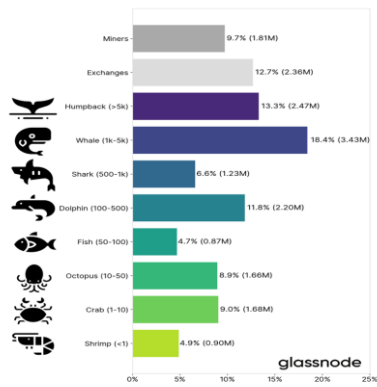 Miners 9.7% (1.81M)
Exchanges 12.7% (2.36M)
Humpback (>5k) 13.3% (2.47M)
Whale (1k-5k) 18.4% (3.43M)
Shark (500-1k) 6.6% (1.23M)
Dolphin (100-500) 11.8% (2.20M)
Fish (50-100) 4.7% (0.87M)
Octopus (10-50) 8.9% (1.66M)
Crab (1-10) 9.0% (1.68M)
Shrimp (<1) 4.9% (0.90M)
glassnode
0% 5% 10% 15% 20% 25%